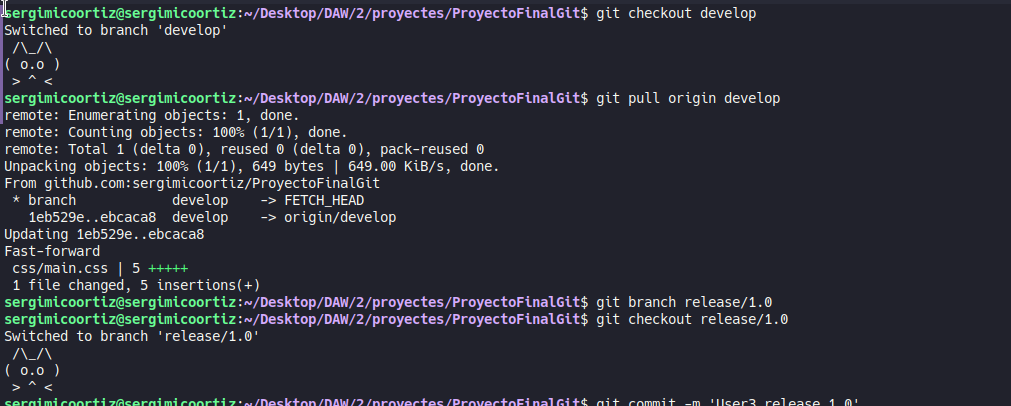 sergimicoortiz@sergimicoortiz:~/Desktop/DAW/2/proyectes/ProyectoFinalGit$ git checkout develop
Switched to branch 'develop'
 /\_/\
( o.o )
 > ^ <
sergimicoortiz@sergimicoortiz:~/Desktop/DAW/2/proyectes/ProyectoFinalGit$ git pull origin develop
remote: Enumerating objects: 1, done.
remote: Counting objects: 100% (1/1), done.
remote: Total 1 (delta 0), reused 0 (delta 0), pack-reused 0
Unpacking objects: 100% (1/1), 649 bytes | 649.00 KiB/s, done.
From github.com:sergimicoortiz/ProyectoFinalGit
 * branch            develop    -> FETCH_HEAD
   1eb529e..ebcaca8  develop    -> origin/develop
Updating 1eb529e..ebcaca8
Fast-forward
 css/main.css | 5 +++++
 1 file changed, 5 insertions(+)
sergimicoortiz@sergimicoortiz:~/Desktop/DAW/2/proyectes/ProyectoFinalGit$ git branch release/1.0
sergimicoortiz@sergimicoortiz:~/Desktop/DAW/2/proyectes/ProyectoFinalGit$ git checkout release/1.0
Switched to branch 'release/1.0'
 /\_/\
( o.o )
 > ^ <
sergimicoortiz@sergimicoortiz:~/Desktop/DAW/2/proyectes/ProyectoFinalGit$ git commit -m 'User3 release 1.0'